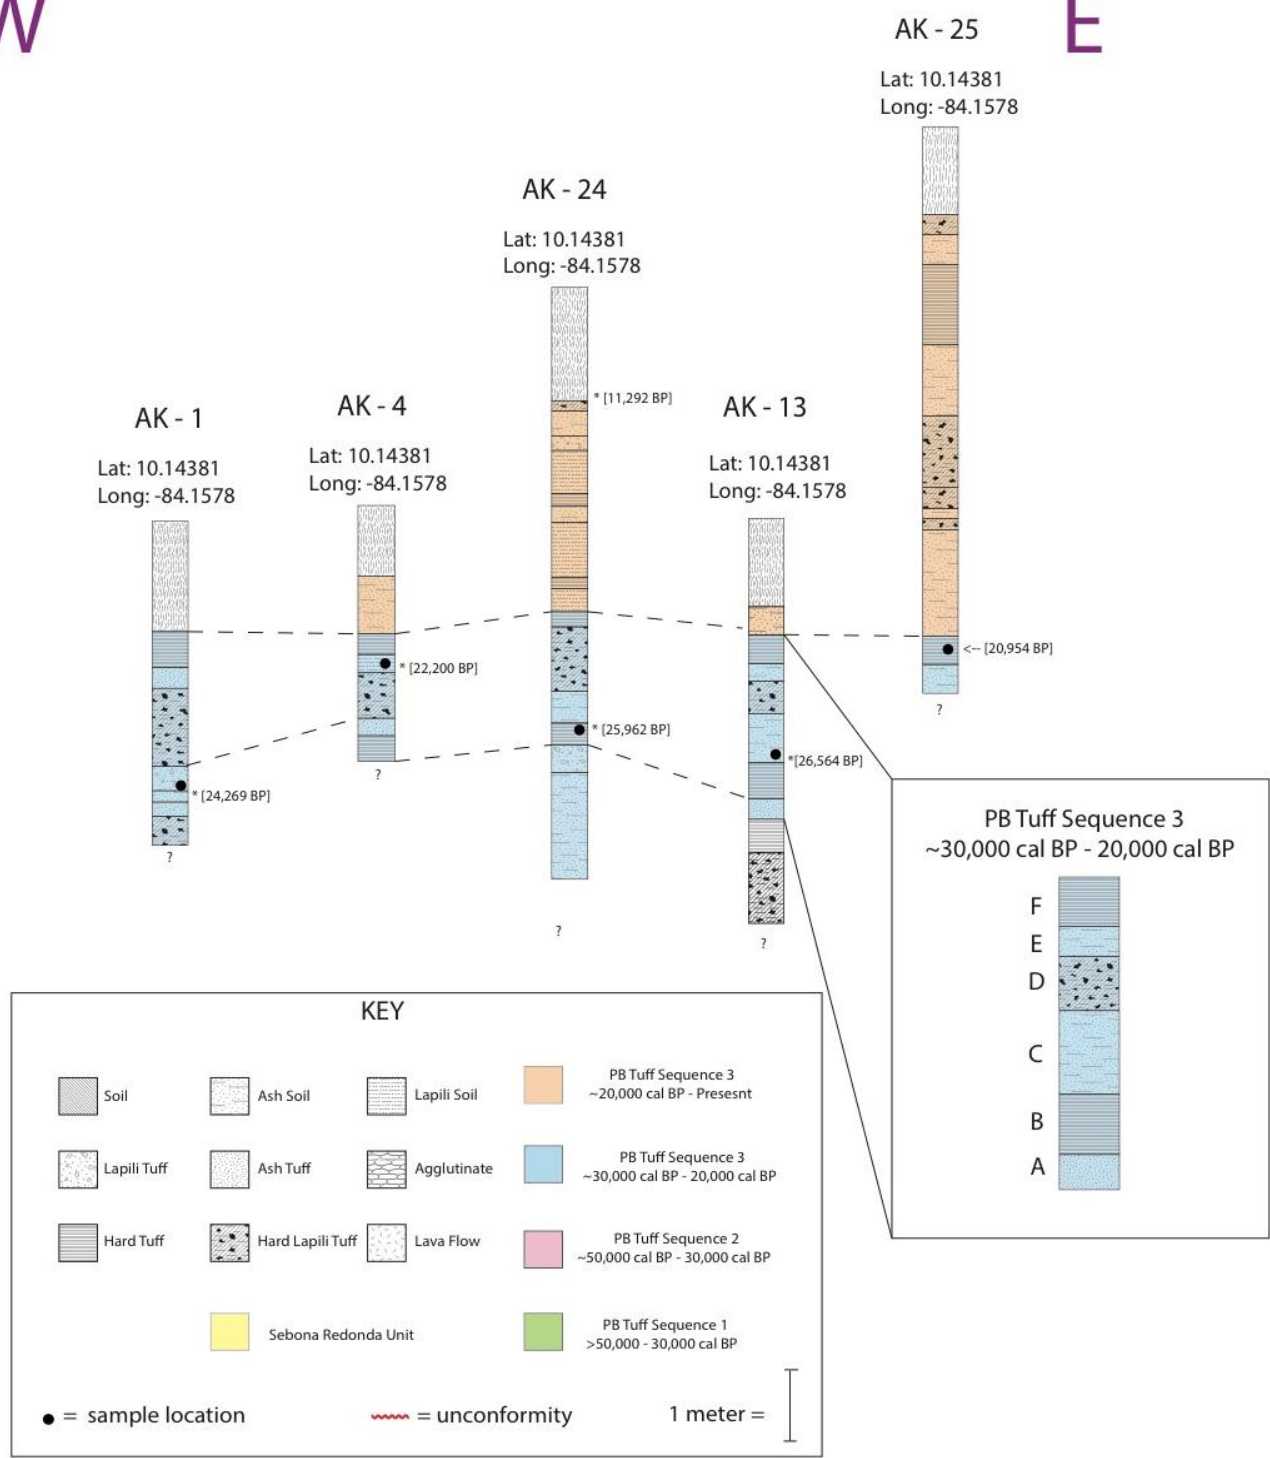 W
E
AK - 25
Lat: 10.14381
Long: -84.1578
AK - 24
Lat: 10.14381
Long: -84.1578
* [11,292 BP]
AK - 1
Lat: 10.14381
Long: -84.1578
AK - 4
Lat: 10.14381
Long: -84.1578
AK - 13
Lat: 10.14381
Long: -84.1578
<-- [20,954 BP]
?
* [22,200 BP]
?
* [25,962 BP]
*[26,564 BP]
* [24,269 BP]
?
?
?
PB Tuff Sequence 3
~30,000 cal BP - 20,000 cal BP
F
E
D
C
B
A
KEY
Soil
Ash Soil
Lapili Soil
PB Tuff Sequence 3
~20,000 cal BP - Presesnt
Lapili Tuff
Ash Tuff
Agglutinate
PB Tuff Sequence 3
~30,000 cal BP - 20,000 cal BP
Hard Tuff
Hard Lapili Tuff
Lava Flow
PB Tuff Sequence 2
~50,000 cal BP - 30,000 cal BP
Sebona Redonda Unit
PB Tuff Sequence 1
>50,000 - 30,000 cal BP
= sample location
= unconformity
1 meter =